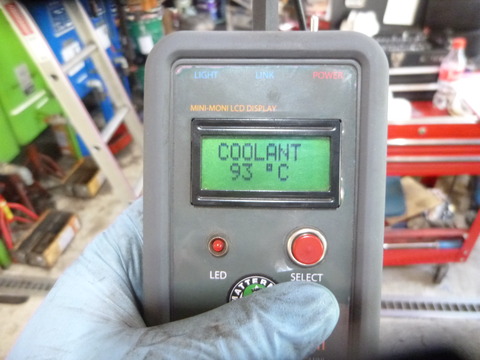 LIGHT LINK POWER
MINI-MONI LCD DISPLAY
COOLANT
93 °C
LED SELECT